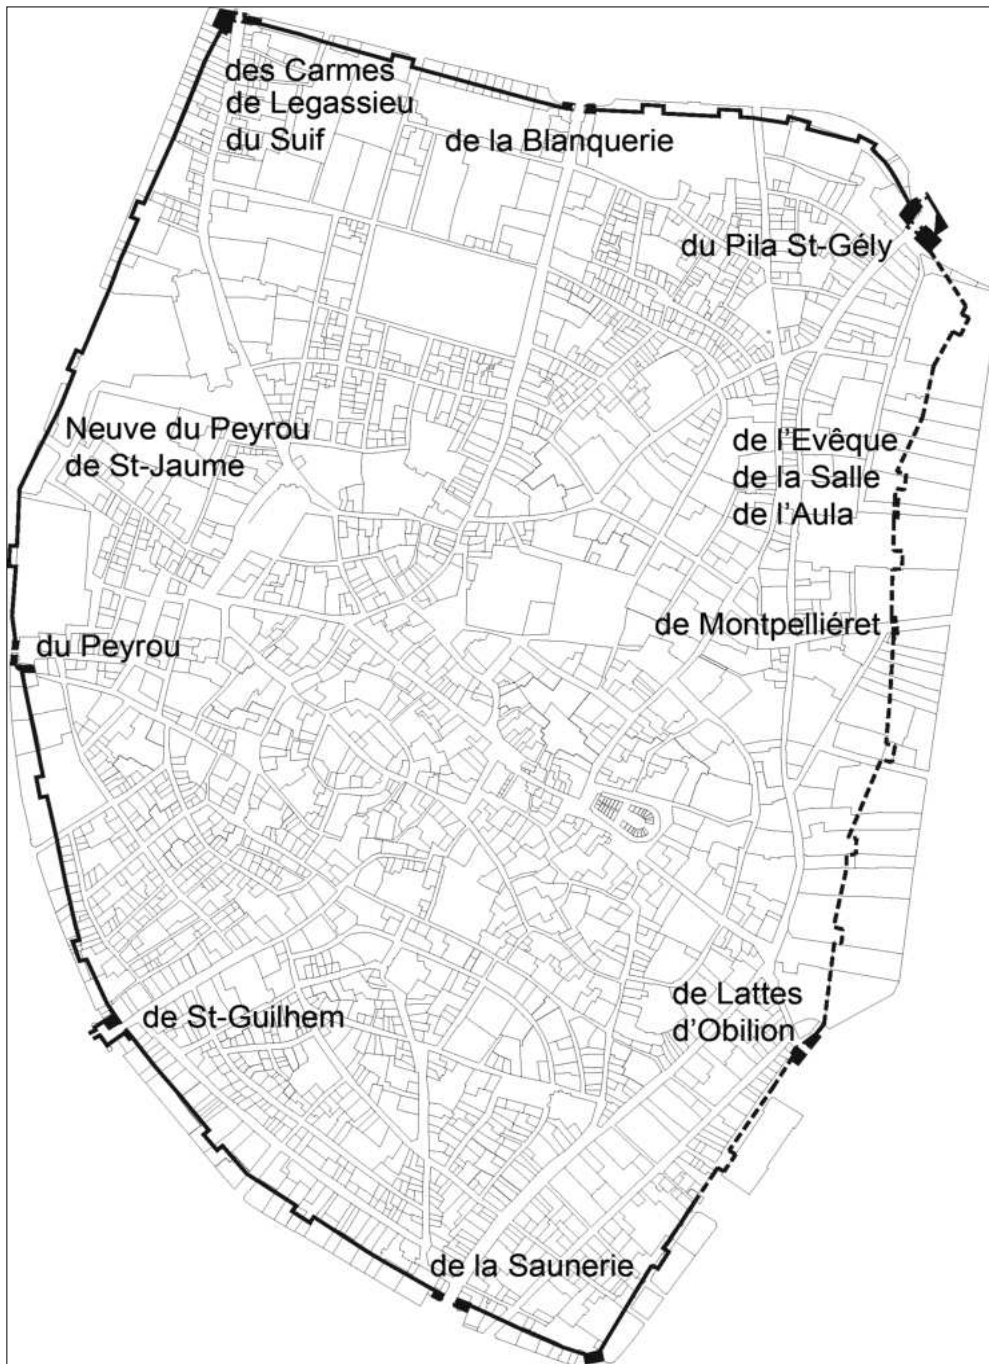 des Carmes
de Legassieu
du Suif
de la Blanquerie
du Pila St-Gély
Neuve du Peyrou
de St-Jaume
de l'Evêque
de la Salle
de l'Aula
de Montpelliéret
du Peyrou
de St-Guilhem
de Lattes
d'Obilion
de la Saunerie